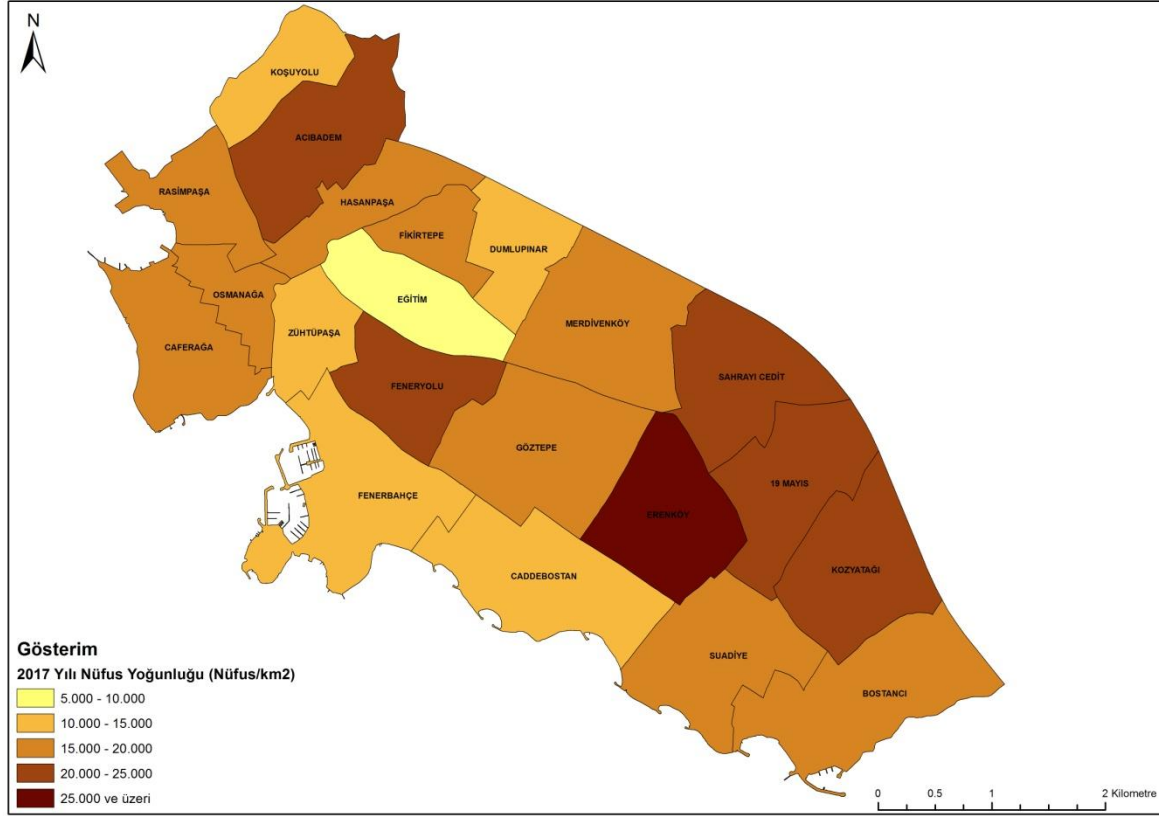 N
KOŞUYOLU
ACIBADEM
RASİMPAŞA
HASANPAŞA
FİKİRTEPE
DUMLUPINAR
OSMANAĞA
EĞİTİM
ZÜHTÜPAŞA
MERDİVENKÖY
CAFERAĞA
FENERYOLU
SAHRAYI CEDİT
GÖZTEPE
19 MAYIS
FENERBAHÇE
ERENKÖY
CADDEBOSTAN
KOZYATAĞI
SUADİYE
BOSTANCI
Gösterim
2017 Yılı Nüfus Yoğunluğu (Nüfus/km2)
5.000 - 10.000
10.000 - 15.000
15.000 - 20.000
20.000 - 25.000
25.000 ve üzeri
0 0.5 1 2 Kilometre